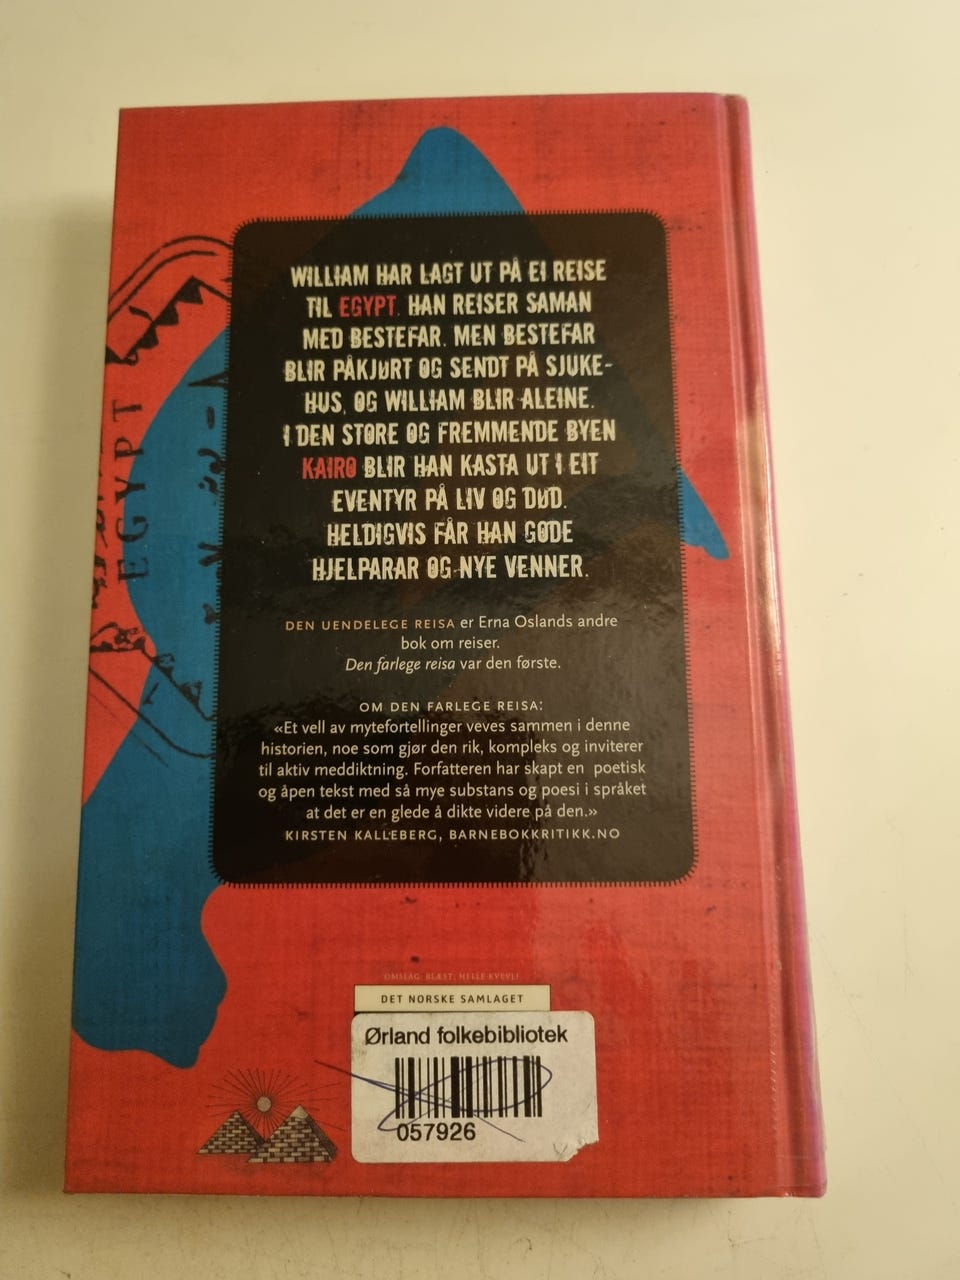 WILLIAM HAR LAGT UT PÅ EI REISE
TIL EGYPT. HAN REISER SAMAN
MED BESTEFAR. MEN BESTEFAR
BLIR PÅKJØRT OG SENDT PÅ SJUKE-
HUS, OG WILLIAM BLIR ALEINE.
I DEN STORE OG FREMMENDE BYEN
KAIRO BLIR HAN KASTA UT I EIT
EVENTYR PÅ LIV OG DØD.
HELDIGVIS FÅR HAN GODE
HJELPARAR OG NYE VENNER.
DEN UENDELEGE REISA er Erna Oslands andre
bok om reiser.
Den farlege reisa var den første.
OM DEN FARLEGE REISA:
«Et vell av mytefortellinger veves sammen i denne
historien, noe som gjør den rik, kompleks og inviterer
til aktiv meddiktning. Forfatteren har skapt en poetisk
og åpen tekst med så mye substans og poesi i språket
at det er en glede å dikte videre på den.»
KIRSTEN KALLEBERG, BARNEBOKKRITIKK.NO
EGYPT
OMSLAG: BLÆST, HELLE
DET NORSKE SAMLAGET
Ørland folkebibliotek
057926